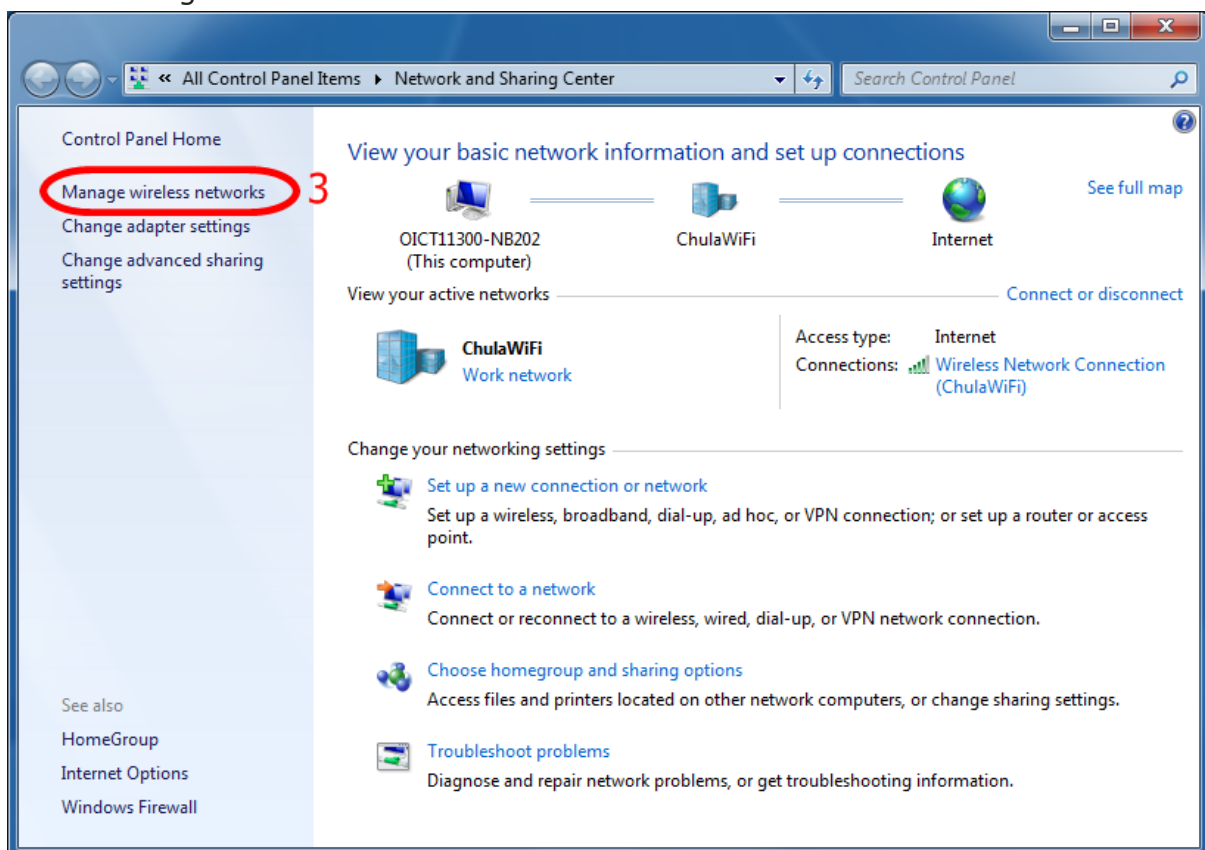 « All Control Panel Items ▸ Network and Sharing Center
Search Control Panel
Control Panel Home
Manage wireless networks
3
Change adapter settings
Change advanced sharing
settings
See also
HomeGroup
Internet Options
Windows Firewall
View your basic network information and set up connections
See full map
OICT11300-NB202
(This computer)
ChulaWiFi
Internet
View your active networks
Connect or disconnect
ChulaWiFi
Work network
Access type: Internet
Connections: Wireless Network Connection
(ChulaWiFi)
Change your networking settings
Set up a new connection or network
Set up a wireless, broadband, dial-up, ad hoc, or VPN connection; or set up a router or access
point.
Connect to a network
Connect or reconnect to a wireless, wired, dial-up, or VPN network connection.
Choose homegroup and sharing options
Access files and printers located on other network computers, or change sharing settings.
Troubleshoot problems
Diagnose and repair network problems, or get troubleshooting information.